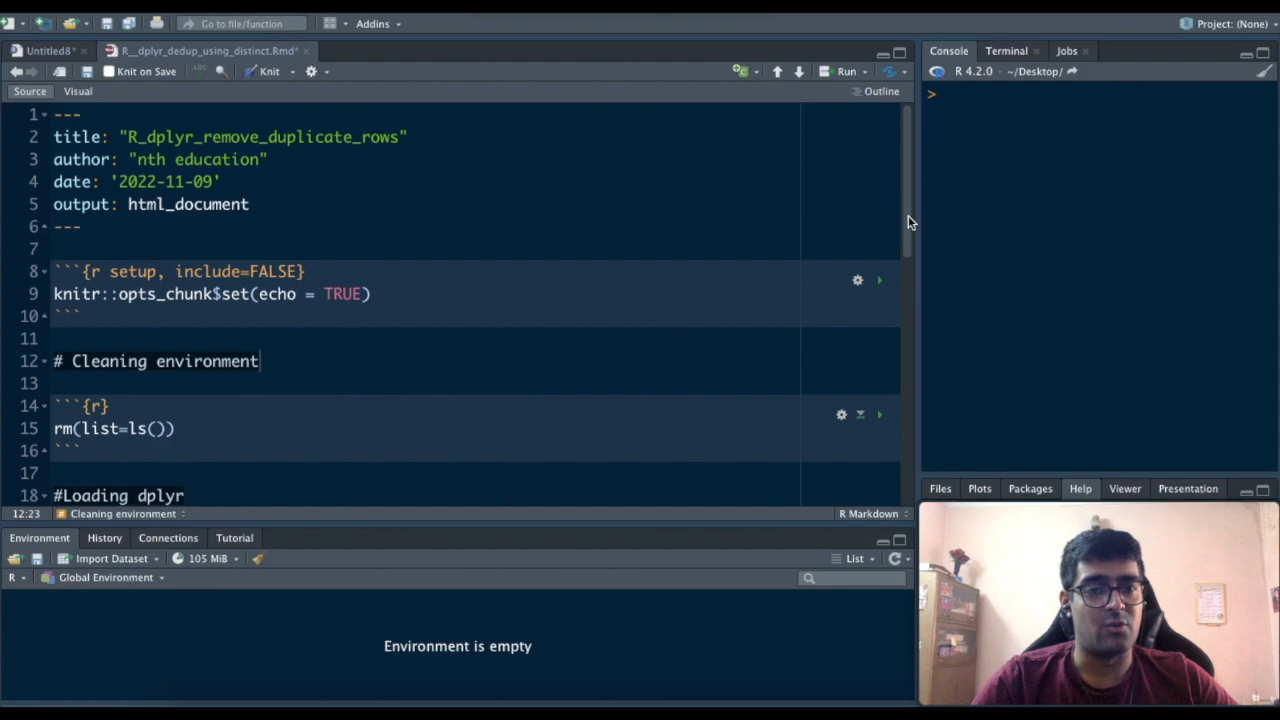 Go to file/function
Addins
Project: (None)
Untitled8*
R__dplyr_dedup_using_distinct.Rmd*
Knit on Save
ABC
Knit
Run
Source
Visual
Outline
1 ---
2 title: "R_dplyr_remove_duplicate_rows"
3 author: "nth education"
4 date: '2022-11-09'
5 output: html_document
6 ---
7
8 ```{r setup, include=FALSE}
9 knitr::opts_chunk$set(echo = TRUE)
10 ```
11
12 # Cleaning environment
13
14 ```{r}
15 rm(list=ls())
16 ```
17
18 #Loading dplyr
12:23
# Cleaning environment
R Markdown
Environment
History
Connections
Tutorial
Import Dataset
105 MiB
List
R
Global Environment
Environment is empty
Console
Terminal
Jobs
R 4.2.0 · ~/Desktop/
>
Files
Plots
Packages
Help
Viewer
Presentation